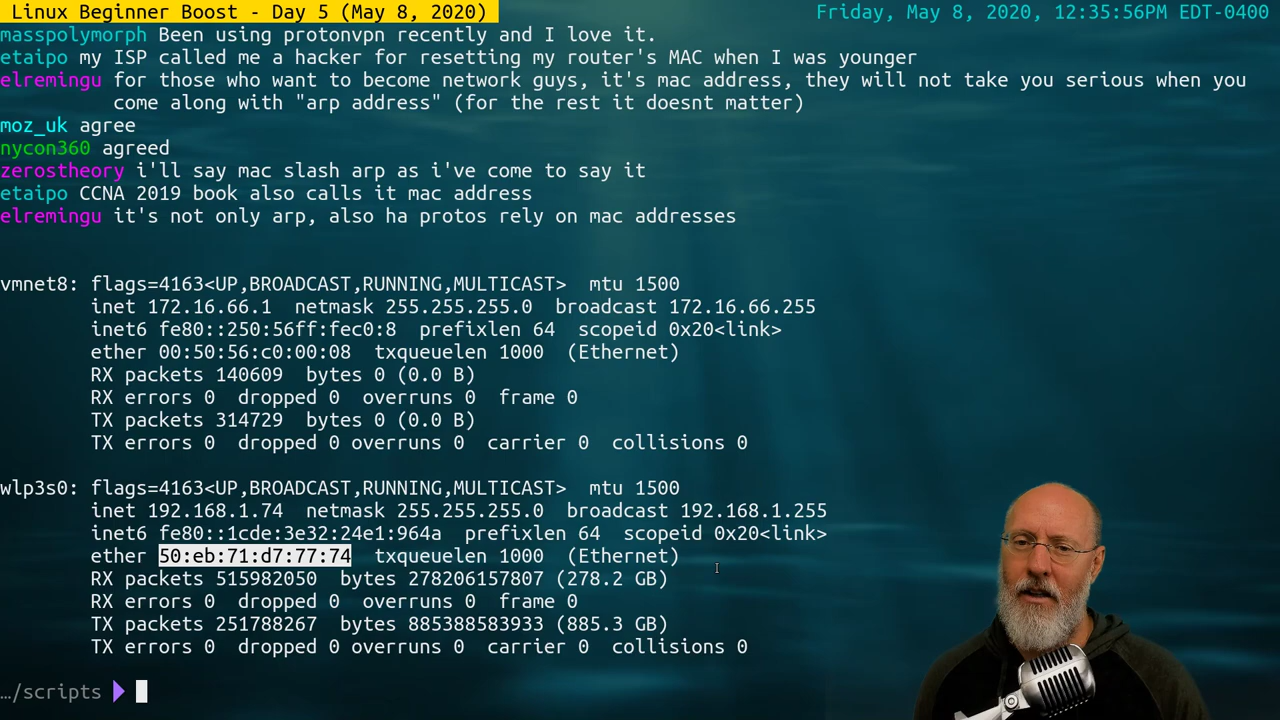 Linux Beginner Boost - Day 5 (May 8, 2020)
Friday, May 8, 2020, 12:35:56PM EDT-0400
masspolymorph Been using protonvpn recently and I love it.
etaipo my ISP called me a hacker for resetting my router's MAC when I was younger
elremingu for those who want to become network guys, it's mac address, they will not take you serious when you
come along with "arp address" (for the rest it doesnt matter)
moz_uk agree
nycon360 agreed
zerostheory i'll say mac slash arp as i've come to say it
etaipo CCNA 2019 book also calls it mac address
elremingu it's not only arp, also ha protos rely on mac addresses
vmnet8: flags=4163<UP,BROADCAST,RUNNING,MULTICAST>  mtu 1500
inet 172.16.66.1  netmask 255.255.255.0  broadcast 172.16.66.255
inet6 fe80::250:56ff:fec0:8  prefixlen 64  scopeid 0x20<link>
ether 00:50:56:c0:00:08  txqueuelen 1000  (Ethernet)
RX packets 140609  bytes 0 (0.0 B)
RX errors 0  dropped 0  overruns 0  frame 0
TX packets 314729  bytes 0 (0.0 B)
TX errors 0  dropped 0 overruns 0  carrier 0  collisions 0
wlp3s0: flags=4163<UP,BROADCAST,RUNNING,MULTICAST>  mtu 1500
inet 192.168.1.74  netmask 255.255.255.0  broadcast 192.168.1.255
inet6 fe80::1cde:3e32:24e1:964a  prefixlen 64  scopeid 0x20<link>
ether 50:eb:71:d7:77:74  txqueuelen 1000  (Ethernet)
RX packets 515982050  bytes 278206157807 (278.2 GB)
RX errors 0  dropped 0  overruns 0  frame 0
TX packets 251788267  bytes 885388583933 (885.3 GB)
TX errors 0  dropped 0 overruns 0  carrier 0  collisions 0
…/scripts